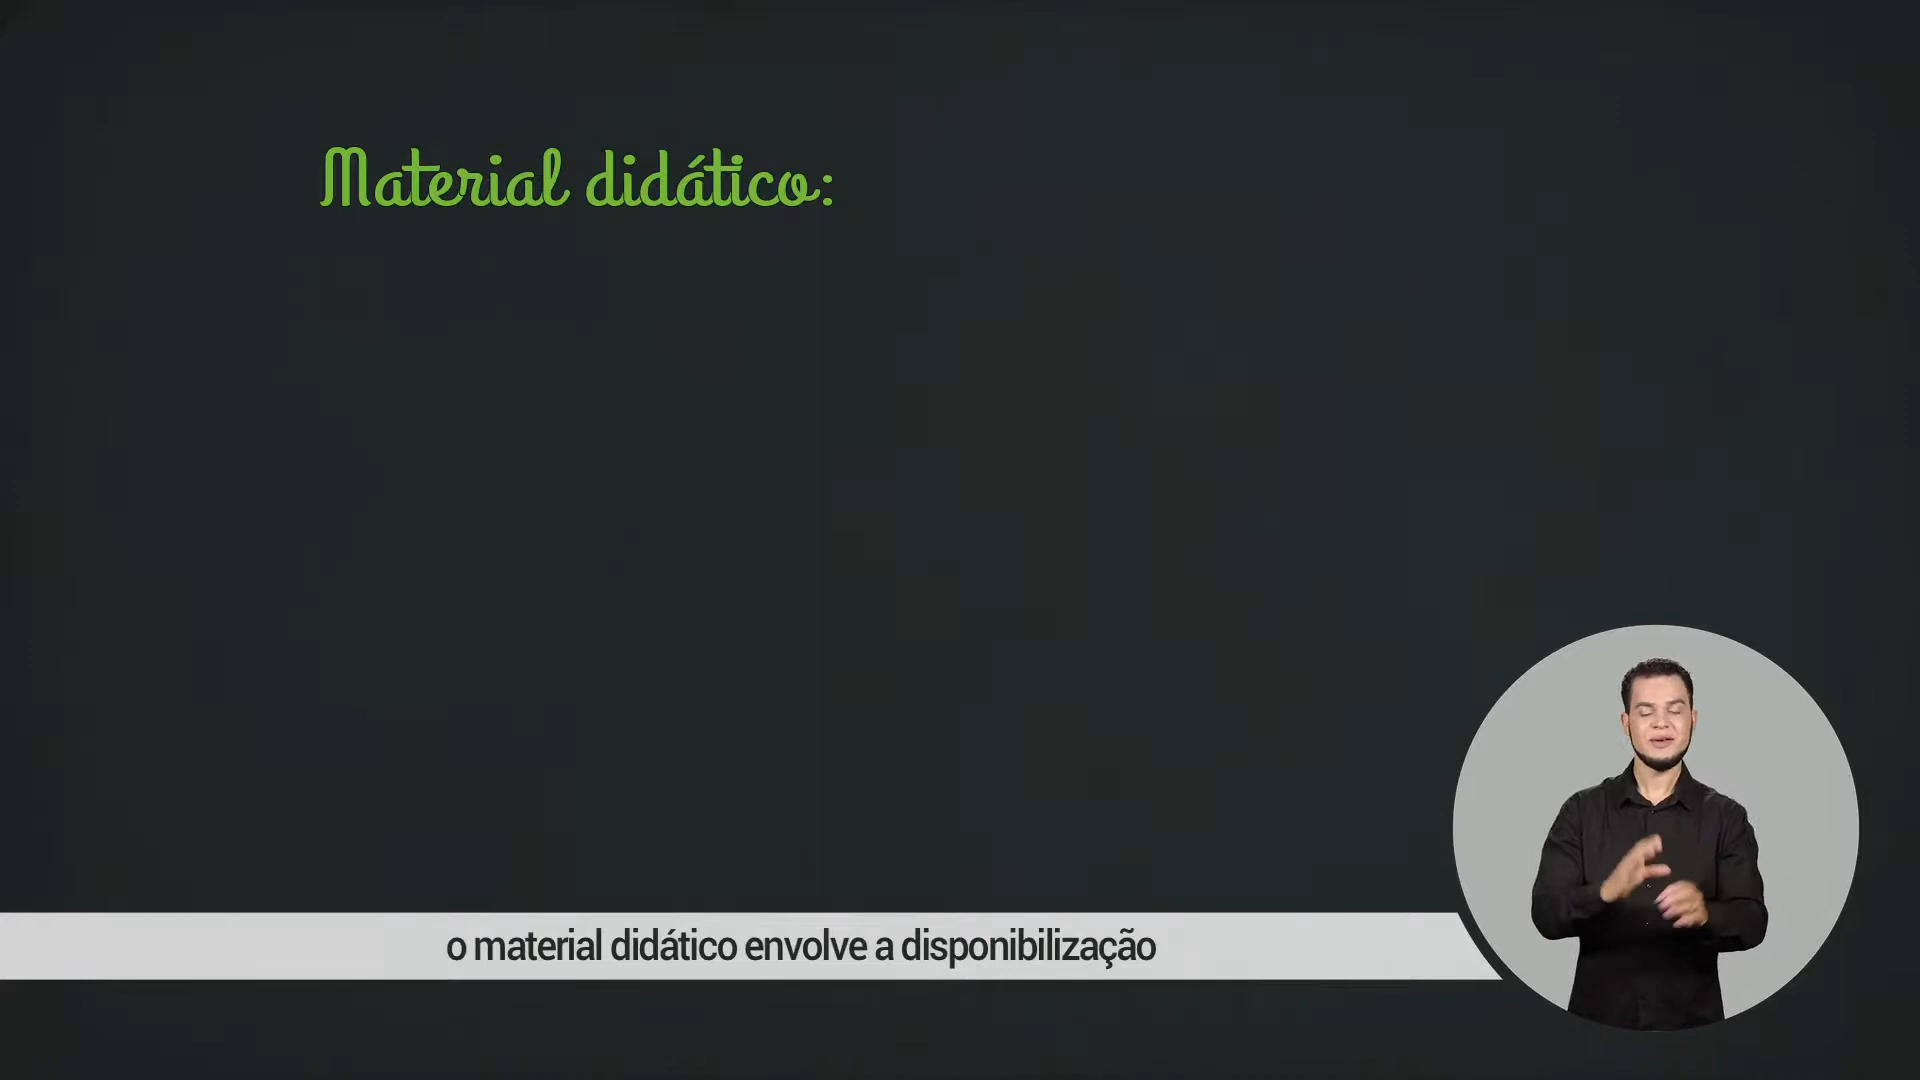 Material didático:
o material didático envolve a disponibilização